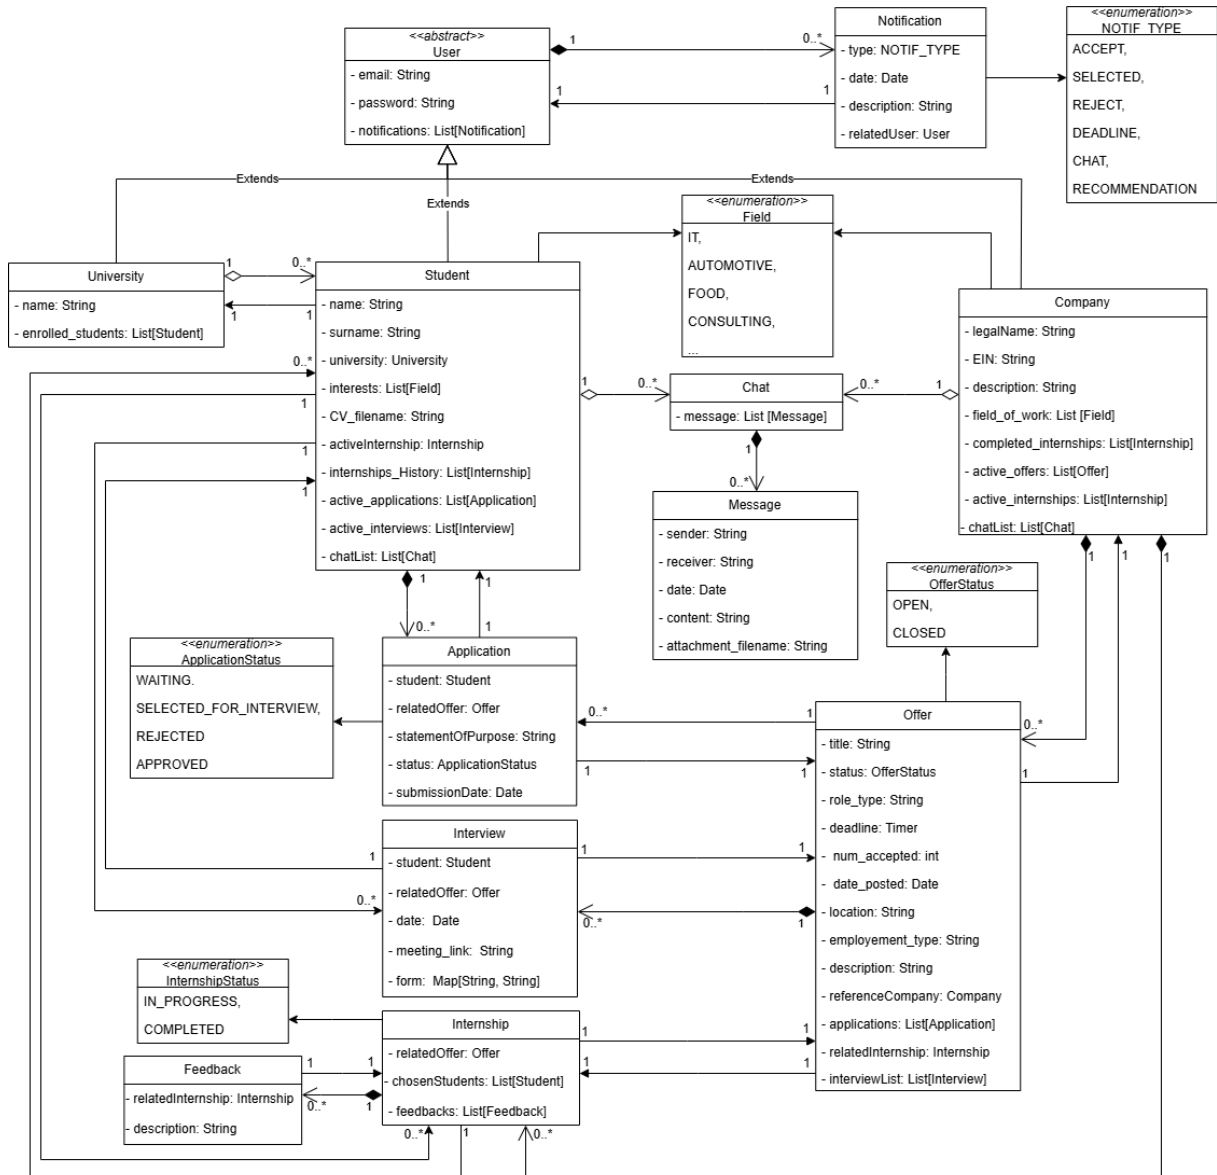 <<abstract>>
User
- email: String
- password: String
- notifications: List[Notification]
1
0..*
1
1
Notification
- type: NOTIF_TYPE
- date: Date
- description: String
- relatedUser: User
<<enumeration>>
NOTIF_TYPE
ACCEPT,
SELECTED,
REJECT,
DEADLINE,
CHAT,
RECOMMENDATION
Extends
Extends
Extends
<<enumeration>>
Field
IT,
AUTOMOTIVE,
FOOD,
CONSULTING,
...
University
- name: String
- enrolled_students: List[Student]
1
0..*
1
1
0..*
1
1
1
Student
- name: String
- surname: String
- university: University
- interests: List[Field]
- CV_filename: String
- activeInternship: Internship
- internships_History: List[Internship]
- active_applications: List[Application]
- active_interviews: List[Interview]
- chatList: List[Chat]
1
0..*
Chat
- message: List [Message]
0..*
1
1
0..*
Message
- sender: String
- receiver: String
- date: Date
- content: String
- attachment_filename: String
Company
- legalName: String
- EIN: String
- description: String
- field_of_work: List [Field]
- completed_internships: List[Internship]
- active_offers: List[Offer]
- active_internships: List[Internship]
- chatList: List[Chat]
1
1
1
<<enumeration>>
OfferStatus
OPEN,
CLOSED
1
1
0..*
1
<<enumeration>>
ApplicationStatus
WAITING.
SELECTED_FOR_INTERVIEW,
REJECTED
APPROVED
Application
- student: Student
- relatedOffer: Offer
- statementOfPurpose: String
- status: ApplicationStatus
- submissionDate: Date
0..*
1
1
1
Offer
- title: String
- status: OfferStatus
- role_type: String
- deadline: Timer
- num_accepted: int
- date_posted: Date
- location: String
- employement_type: String
- description: String
- referenceCompany: Company
- applications: List[Application]
- relatedInternship: Internship
- interviewList: List[Interview]
0..*
1
Interview
- student: Student
- relatedOffer: Offer
- date: Date
- meeting_link: String
- form: Map[String, String]
1
0..*
1
1
0..*
1
<<enumeration>>
InternshipStatus
IN_PROGRESS,
COMPLETED
Internship
- relatedOffer: Offer
- chosenStudents: List[Student]
- feedbacks: List[Feedback]
1
1
1
1
Feedback
- relatedInternship: Internship
- description: String
1
1
0..*
1
0..*
1
0..*